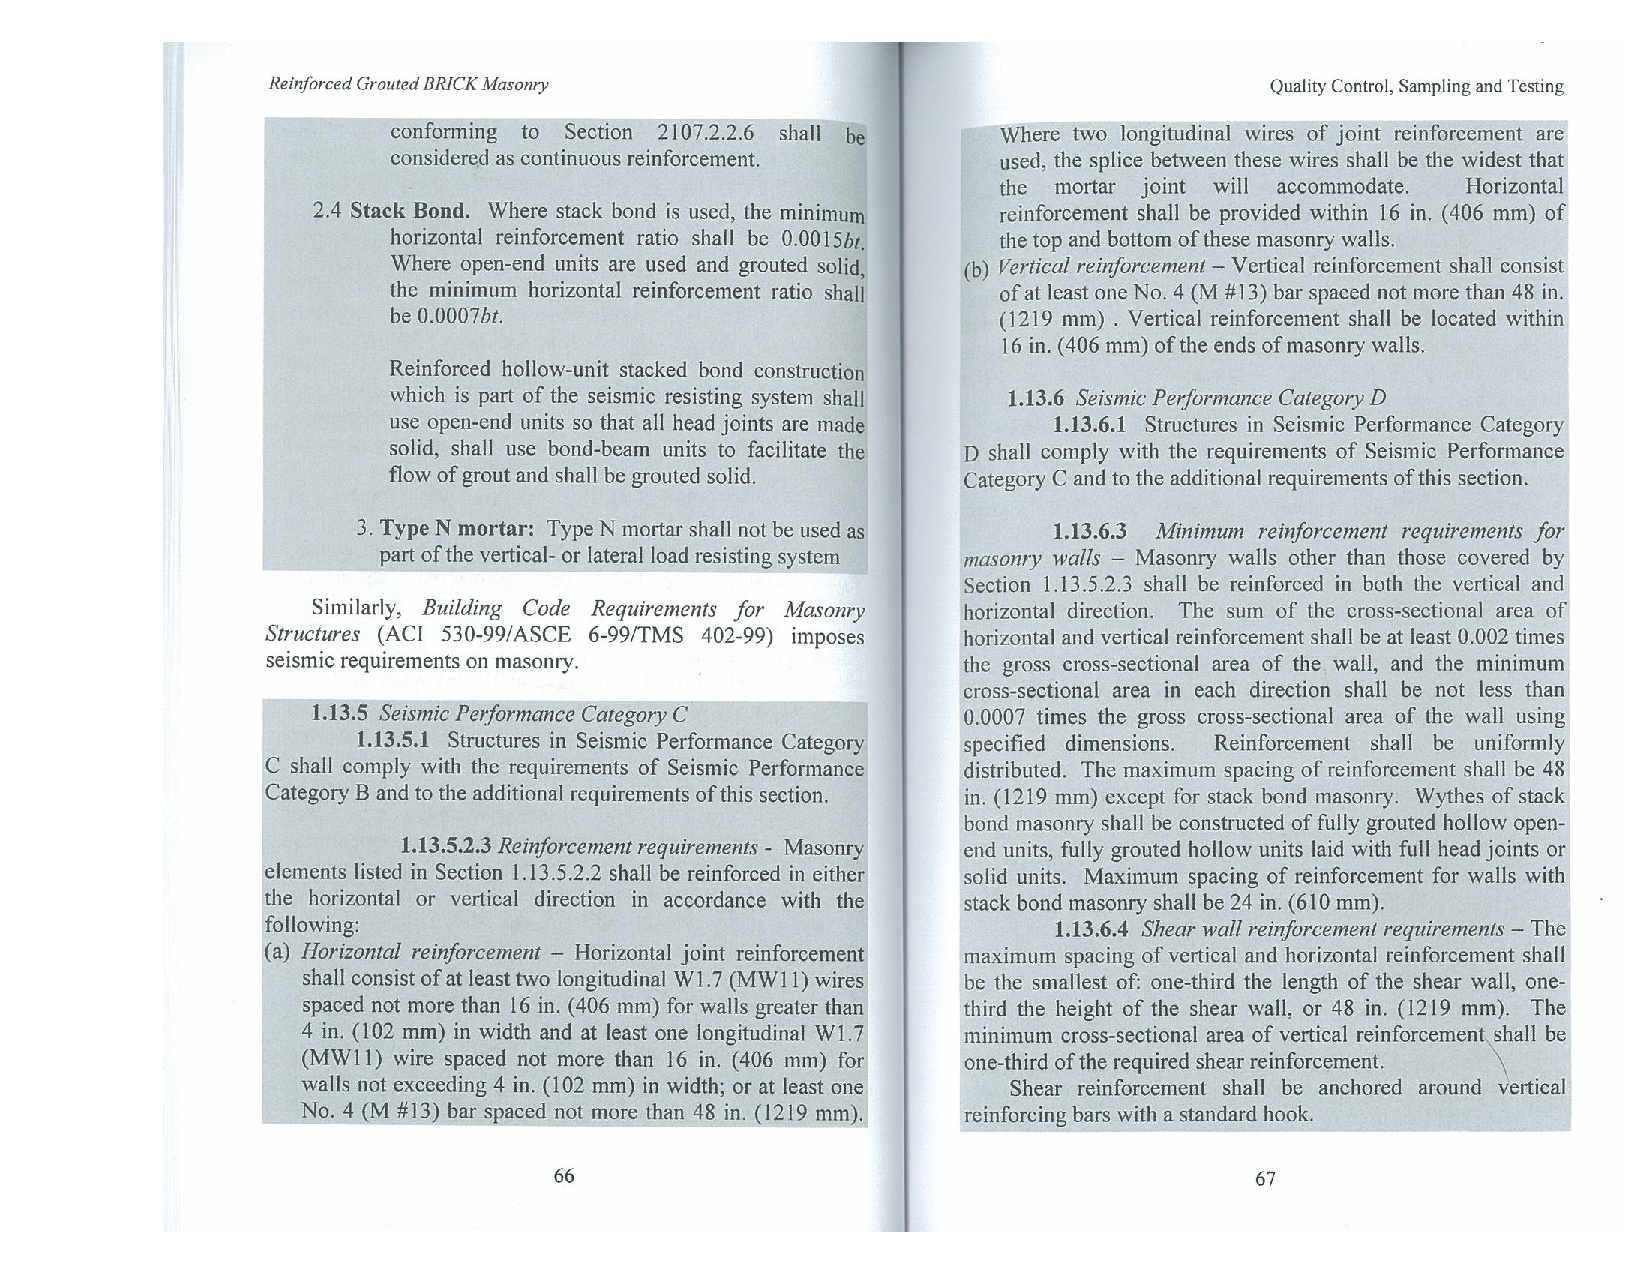 Reinforced Grouted BRICK Masonry
conforming to Section 2107.2.2.6 shall be
considered as continuous reinforcement.
2.4 Stack Bond. Where stack bond is used, the minimum
horizontal reinforcement ratio shall be 0.0015bt.
Where open-end units are used and grouted solid,
the minimum horizontal reinforcement ratio shall
be 0.0007bt.
Reinforced hollow-unit stacked bond construction
which is part of the seismic resisting system shall
use open-end units so that all head joints are made
solid, shall use bond-beam units to facilitate the
flow of grout and shall be grouted solid.
3. Type N mortar: Type N mortar shall not be used as
part of the vertical- or lateral load resisting system
Similarly, Building Code Requirements for Masonry
Structures (ACI 530-99/ASCE 6-99/TMS 402-99) imposes
seismic requirements on masonry.
1.13.5 Seismic Performance Category C
1.13.5.1 Structures in Seismic Performance Category
C shall comply with the requirements of Seismic Performance
Category B and to the additional requirements of this section.
1.13.5.2.3 Reinforcement requirements - Masonry
elements listed in Section 1.13.5.2.2 shall be reinforced in either
the horizontal or vertical direction in accordance with the
following:
(a) Horizontal reinforcement – Horizontal joint reinforcement
shall consist of at least two longitudinal W1.7 (MW11) wires
spaced not more than 16 in. (406 mm) for walls greater than
4 in. (102 mm) in width and at least one longitudinal W1.7
(MW11) wire spaced not more than 16 in. (406 mm) for
walls not exceeding 4 in. (102 mm) in width; or at least one
No. 4 (M #13) bar spaced not more than 48 in. (1219 mm).
66
Quality Control, Sampling and Testing
Where two longitudinal wires of joint reinforcement are
used, the splice between these wires shall be the widest that
the mortar joint will accommodate. Horizontal
reinforcement shall be provided within 16 in. (406 mm) of
the top and bottom of these masonry walls.
(b) Vertical reinforcement – Vertical reinforcement shall consist
of at least one No. 4 (M #13) bar spaced not more than 48 in.
(1219 mm) . Vertical reinforcement shall be located within
16 in. (406 mm) of the ends of masonry walls.
1.13.6 Seismic Performance Category D
1.13.6.1 Structures in Seismic Performance Category
D shall comply with the requirements of Seismic Performance
Category C and to the additional requirements of this section.
1.13.6.3 Minimum reinforcement requirements for
masonry walls – Masonry walls other than those covered by
Section 1.13.5.2.3 shall be reinforced in both the vertical and
horizontal direction. The sum of the cross-sectional area of
horizontal and vertical reinforcement shall be at least 0.002 times
the gross cross-sectional area of the wall, and the minimum
cross-sectional area in each direction shall be not less than
0.0007 times the gross cross-sectional area of the wall using
specified dimensions. Reinforcement shall be uniformly
distributed. The maximum spacing of reinforcement shall be 48
in. (1219 mm) except for stack bond masonry. Wythes of stack
bond masonry shall be constructed of fully grouted hollow open-
end units, fully grouted hollow units laid with full head joints or
solid units. Maximum spacing of reinforcement for walls with
stack bond masonry shall be 24 in. (610 mm).
1.13.6.4 Shear wall reinforcement requirements – The
maximum spacing of vertical and horizontal reinforcement shall
be the smallest of: one-third the length of the shear wall, one-
third the height of the shear wall, or 48 in. (1219 mm). The
minimum cross-sectional area of vertical reinforcement shall be
one-third of the required shear reinforcement.
Shear reinforcement shall be anchored around vertical
reinforcing bars with a standard hook.
67